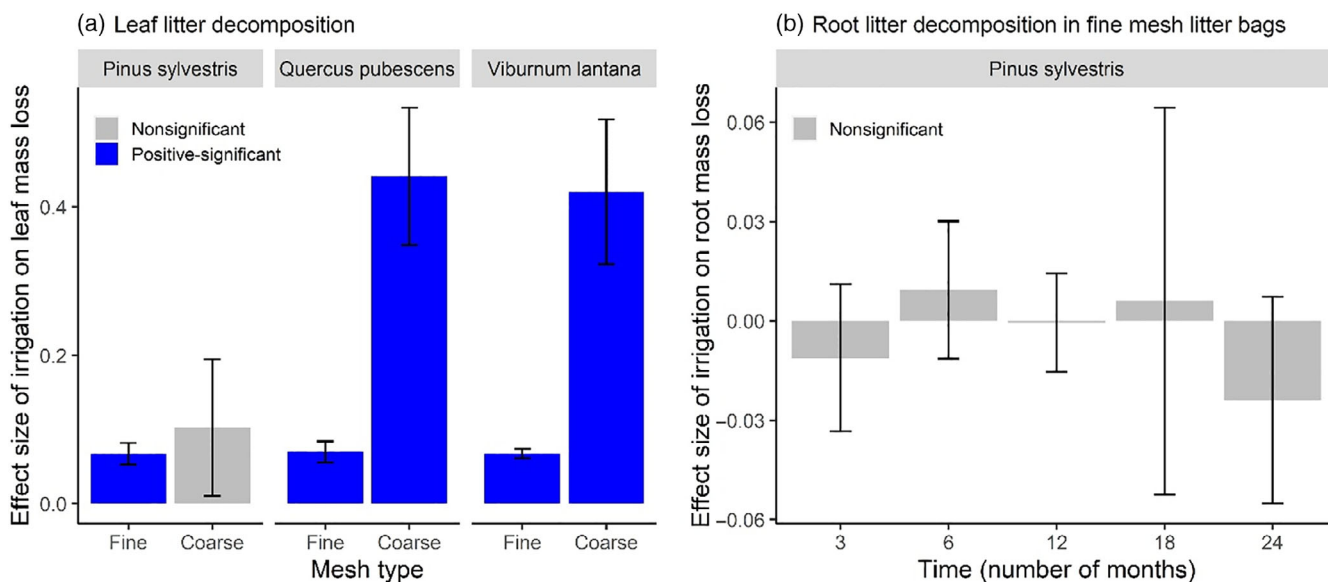 (a) Leaf litter decomposition
Pinus sylvestris
Quercus pubescens
Viburnum lantana
Nonsignificant
Positive-significant
Effect size of irrigation on leaf mass loss
0.4
0.2
0.0
Fine
Coarse
Fine
Coarse
Fine
Coarse
Mesh type
(b) Root litter decomposition in fine mesh litter bags
Pinus sylvestris
Nonsignificant
Effect size of irrigation on root mass loss
0.06
0.03
0.00
−0.03
−0.06
3
6
12
18
24
Time (number of months)